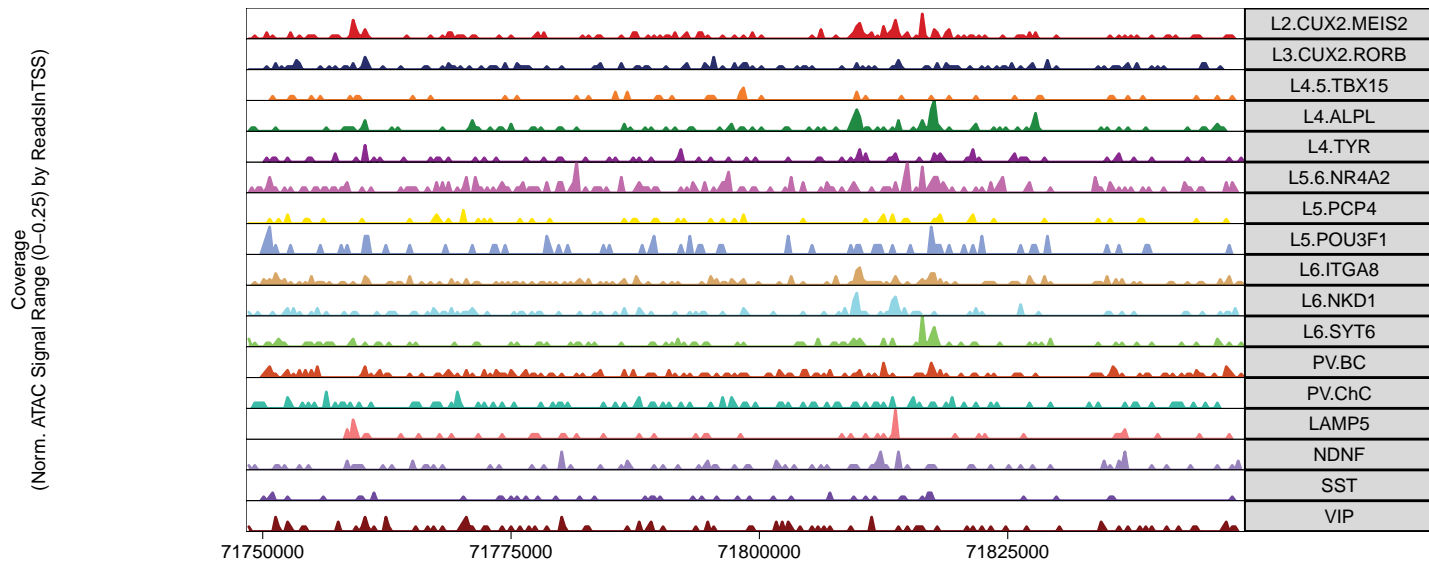 Coverage
(Norm. ATAC Signal Range (0−0.25) by ReadsInTSS)
L2.CUX2.MEIS2
L3.CUX2.RORB
L4.5.TBX15
L4.ALPL
L4.TYR
L5.6.NR4A2
L5.PCP4
L5.POU3F1
L6.ITGA8
L6.NKD1
L6.SYT6
PV.BC
PV.ChC
LAMP5
NDNF
SST
VIP
71750000 71775000 71800000 71825000